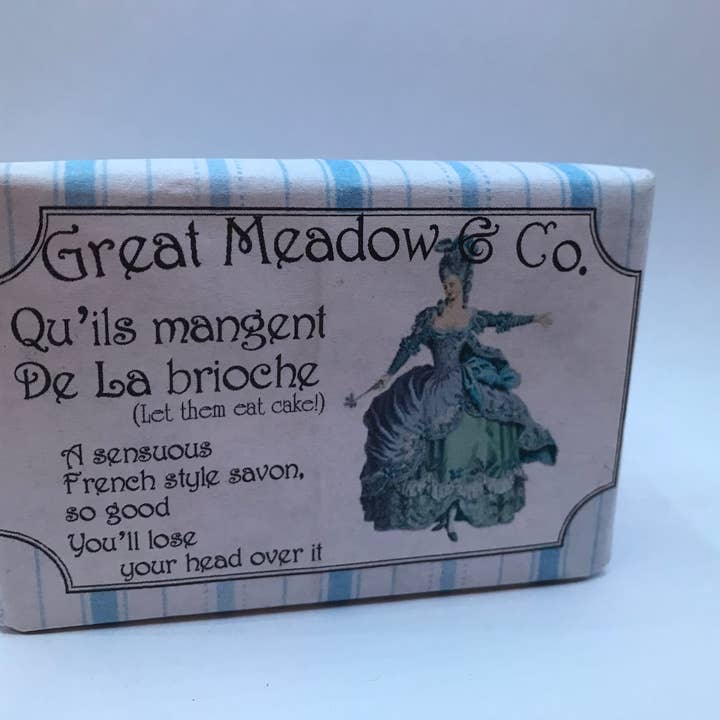 Great Meadow & Co.
Qu'ils mangent
De La brioche
(Let them eat cake!)
A sensuous
French style savon,
so good
You'll lose
your head over it